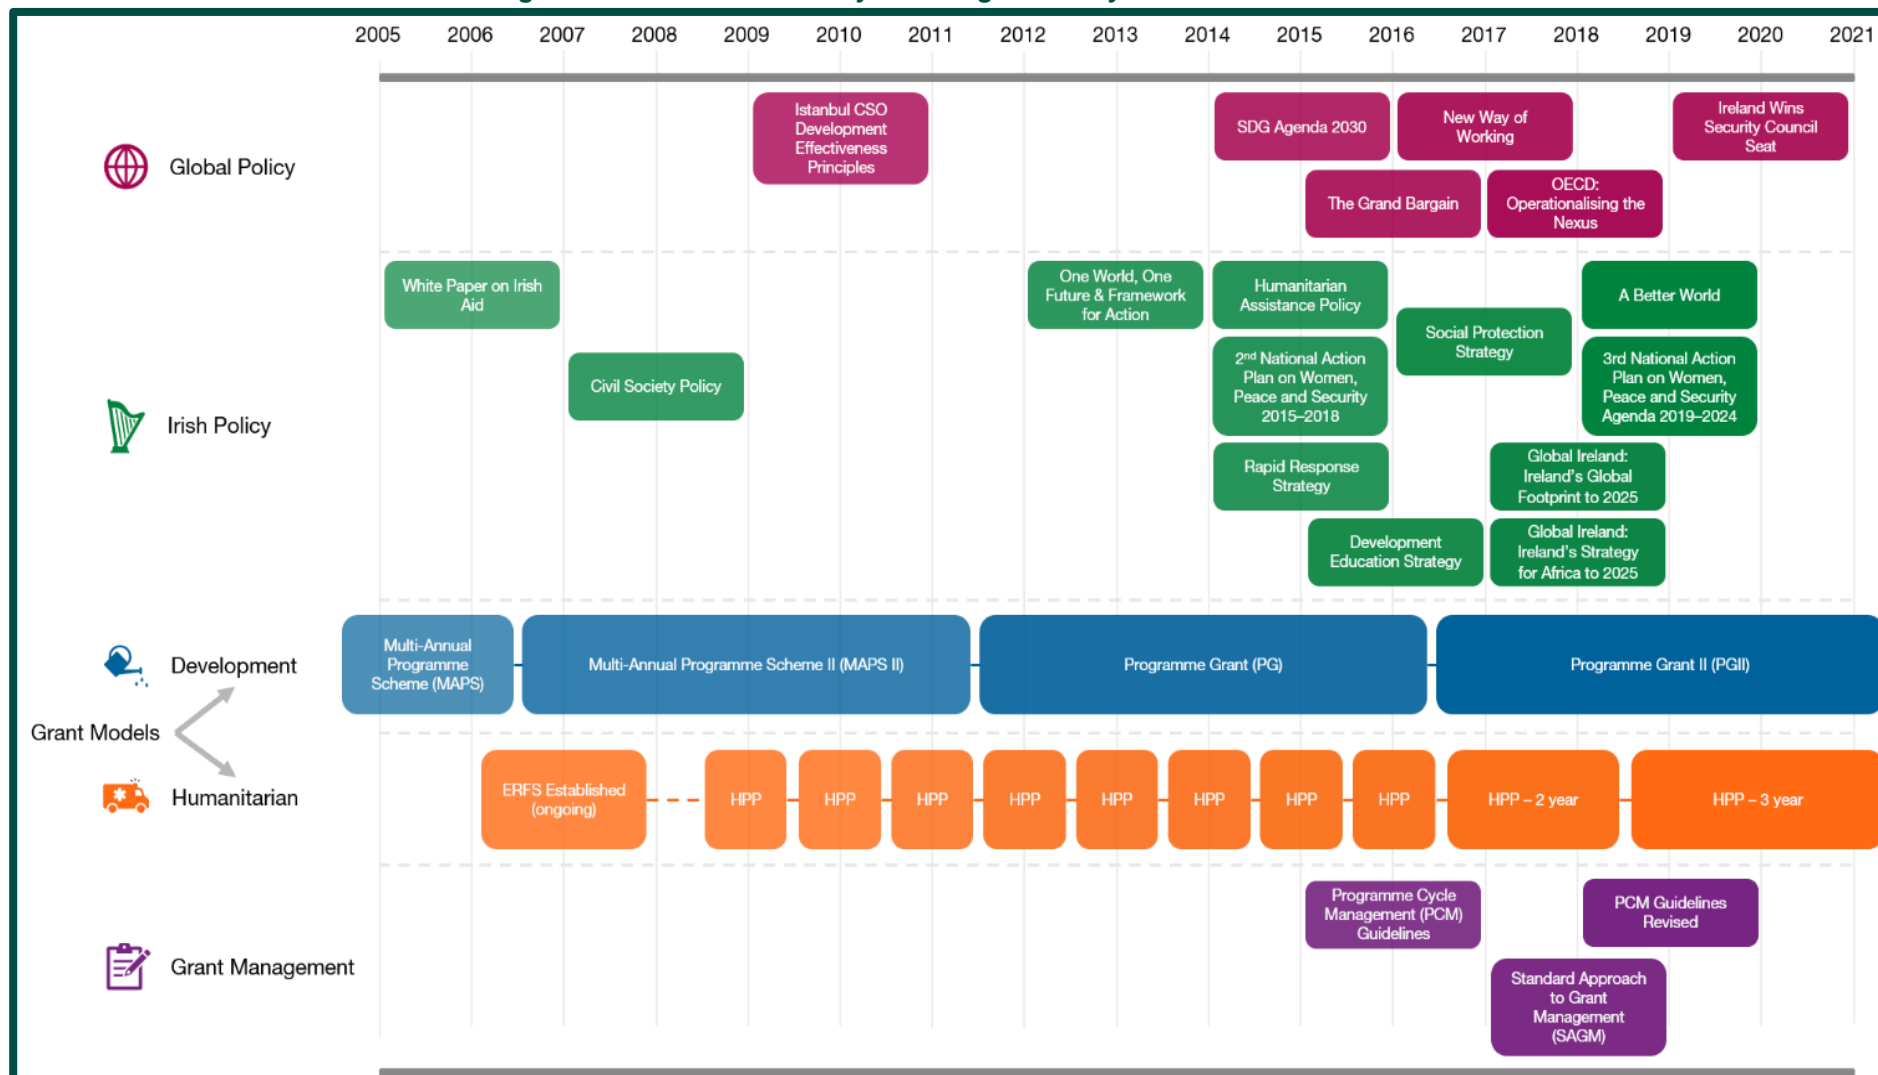 2005 2006 2007 2008 2009 2010 2011 2012 2013 2014 2015 2016 2017 2018 2019 2020 2021
Global Policy
Istanbul CSO
Development
Effectiveness
Principles
SDG Agenda 2030
New Way of
Working
Ireland Wins
Security Council
Seat
The Grand Bargain
OECD:
Operationalising the
Nexus
Irish Policy
White Paper on Irish
Aid
Civil Society Policy
One World, One
Future & Framework
for Action
Humanitarian
Assistance Policy
Social Protection
Strategy
A Better World
2nd National Action
Plan on Women,
Peace and Security
2015–2018
3rd National Action
Plan on Women,
Peace and Security
Agenda 2019–2024
Rapid Response
Strategy
Global Ireland:
Ireland's Global
Footprint to 2025
Development
Education Strategy
Global Ireland:
Ireland's Strategy
for Africa to 2025
Grant Models
Development
Multi-Annual
Programme
Scheme (MAPS)
Multi-Annual Programme Scheme II (MAPS II)
Programme Grant (PG)
Programme Grant II (PGII)
Humanitarian
ERFS Established
(ongoing)
HPP
HPP
HPP
HPP
HPP
HPP
HPP
HPP
HPP – 2 year
HPP – 3 year
Grant Management
Programme Cycle
Management (PCM)
Guidelines
PCM Guidelines
Revised
Standard Approach
to Grant
Management
(SAGM)